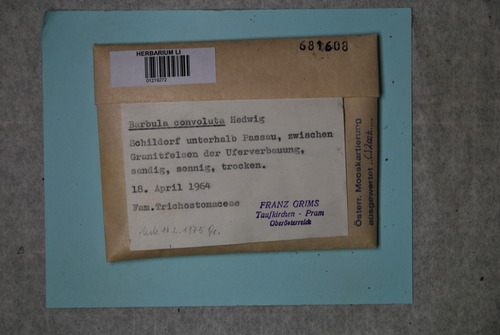 HERBARIUM LI
681608
Barbula convoluta Hedwig
Schildorf unterhalb Passau, zwischen
Granitfelsen der Uferverbauung,
sandig, sonnig, trocken.
18. April 1964
Fam.Trichostomaceae
FRANZ GRIMS
Taufkirchen - Pram
Oberösterreich
Österr. Mooskartierung
ausgewertet